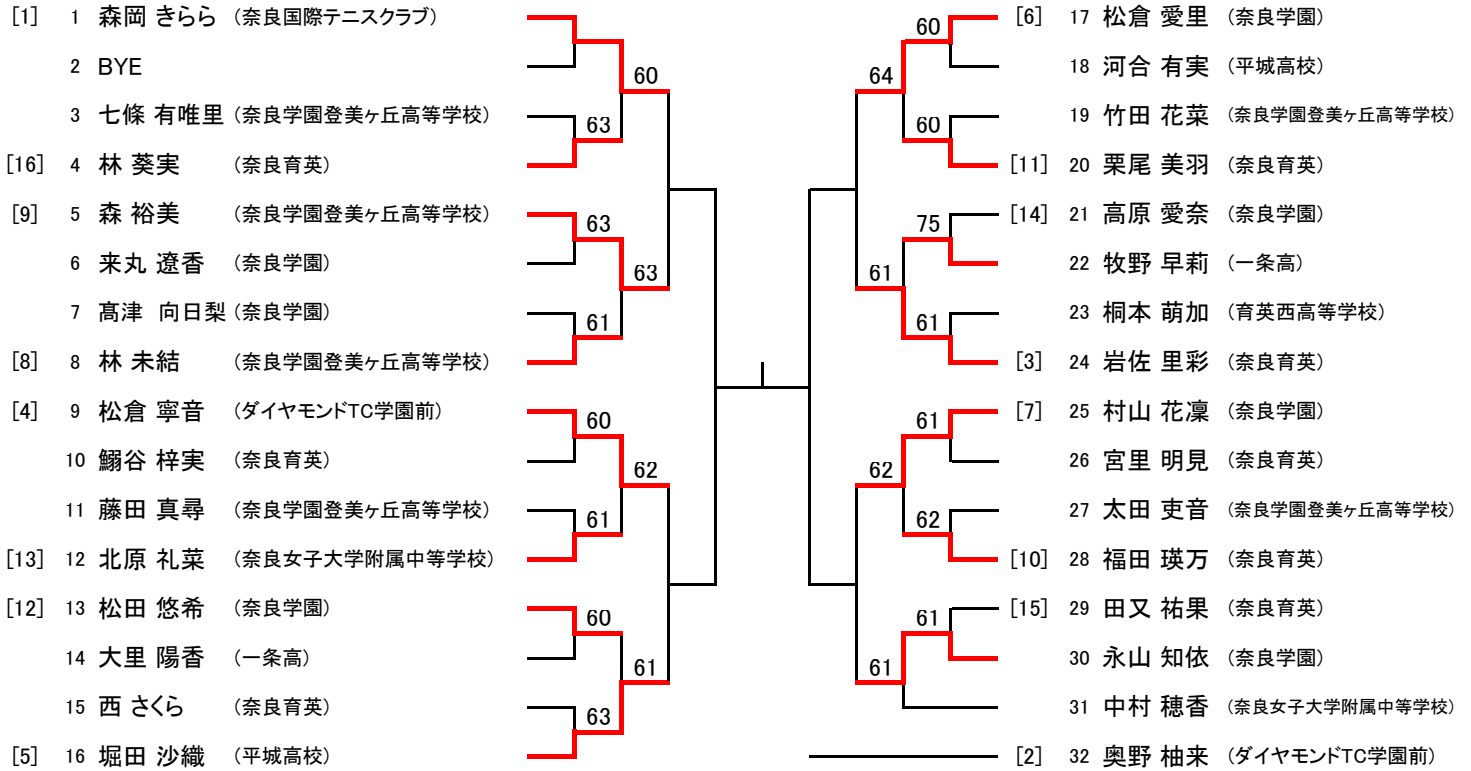 [1] 1 森岡 きらら (奈良国際テニスクラブ)
2 BYE
60
3 七條 有唯里 (奈良学園登美ヶ丘高等学校)
63
[16] 4 林 葵実 (奈良育英)
[9] 5 森 裕美 (奈良学園登美ヶ丘高等学校)
63
6 来丸 遼香 (奈良学園)
63
7 髙津 向日梨 (奈良学園)
61
[8] 8 林 未結 (奈良学園登美ヶ丘高等学校)
[4] 9 松倉 寧音 (ダイヤモンドTC学園前)
60
10 鰯谷 梓実 (奈良育英)
62
11 藤田 真尋 (奈良学園登美ヶ丘高等学校)
61
[13] 12 北原 礼菜 (奈良女子大学附属中等学校)
[12] 13 松田 悠希 (奈良学園)
60
14 大里 陽香 (一条高)
61
15 西 さくら (奈良育英)
63
[5] 16 堀田 沙織 (平城高校)
[6] 17 松倉 愛里 (奈良学園)
60
18 河合 有実 (平城高校)
64
19 竹田 花菜 (奈良学園登美ヶ丘高等学校)
60
[11] 20 栗尾 美羽 (奈良育英)
[14] 21 高原 愛奈 (奈良学園)
75
22 牧野 早莉 (一条高)
61
23 桐本 萌加 (育英西高等学校)
61
[3] 24 岩佐 里彩 (奈良育英)
[7] 25 村山 花凜 (奈良学園)
61
26 宮里 明見 (奈良育英)
62
27 太田 吏音 (奈良学園登美ヶ丘高等学校)
62
[10] 28 福田 瑛万 (奈良育英)
[15] 29 田又 祐果 (奈良育英)
61
30 永山 知依 (奈良学園)
61
31 中村 穂香 (奈良女子大学附属中等学校)
[2] 32 奥野 柚来 (ダイヤモンドTC学園前)